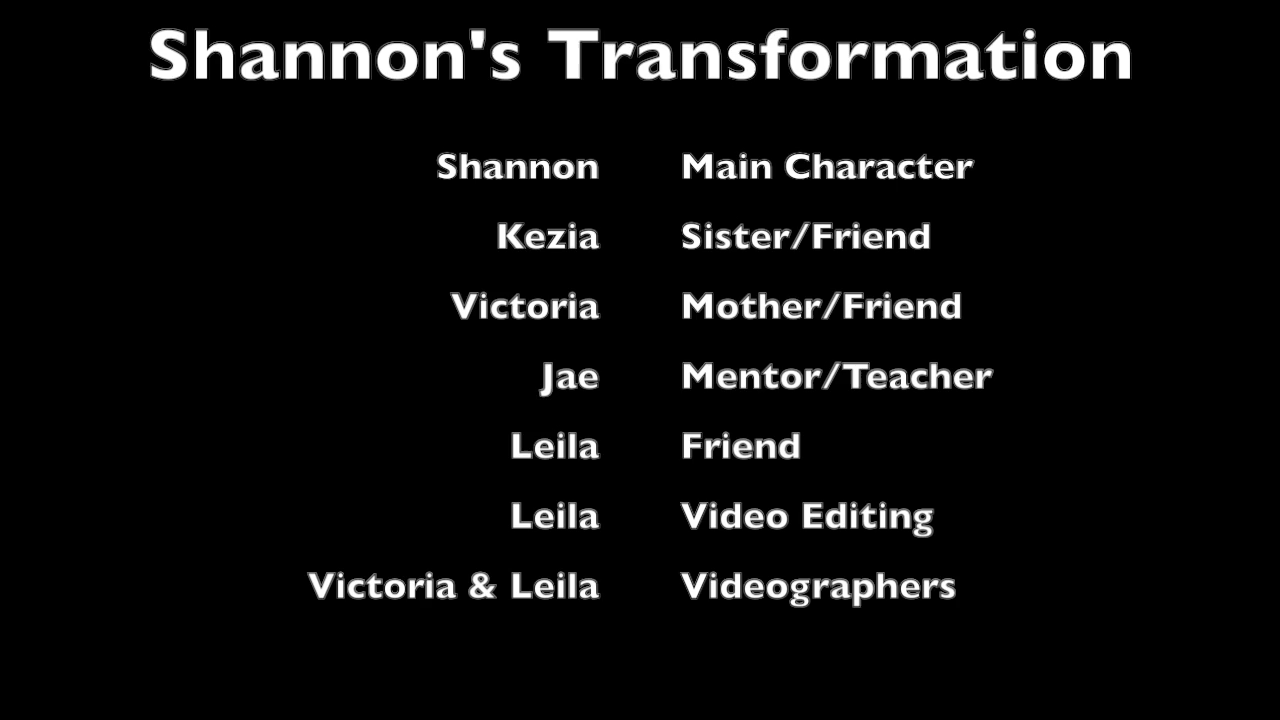 Shannon's Transformation
Shannon Main Character
Kezia Sister/Friend
Victoria Mother/Friend
Jae Mentor/Teacher
Leila Friend
Leila Video Editing
Victoria & Leila Videographers